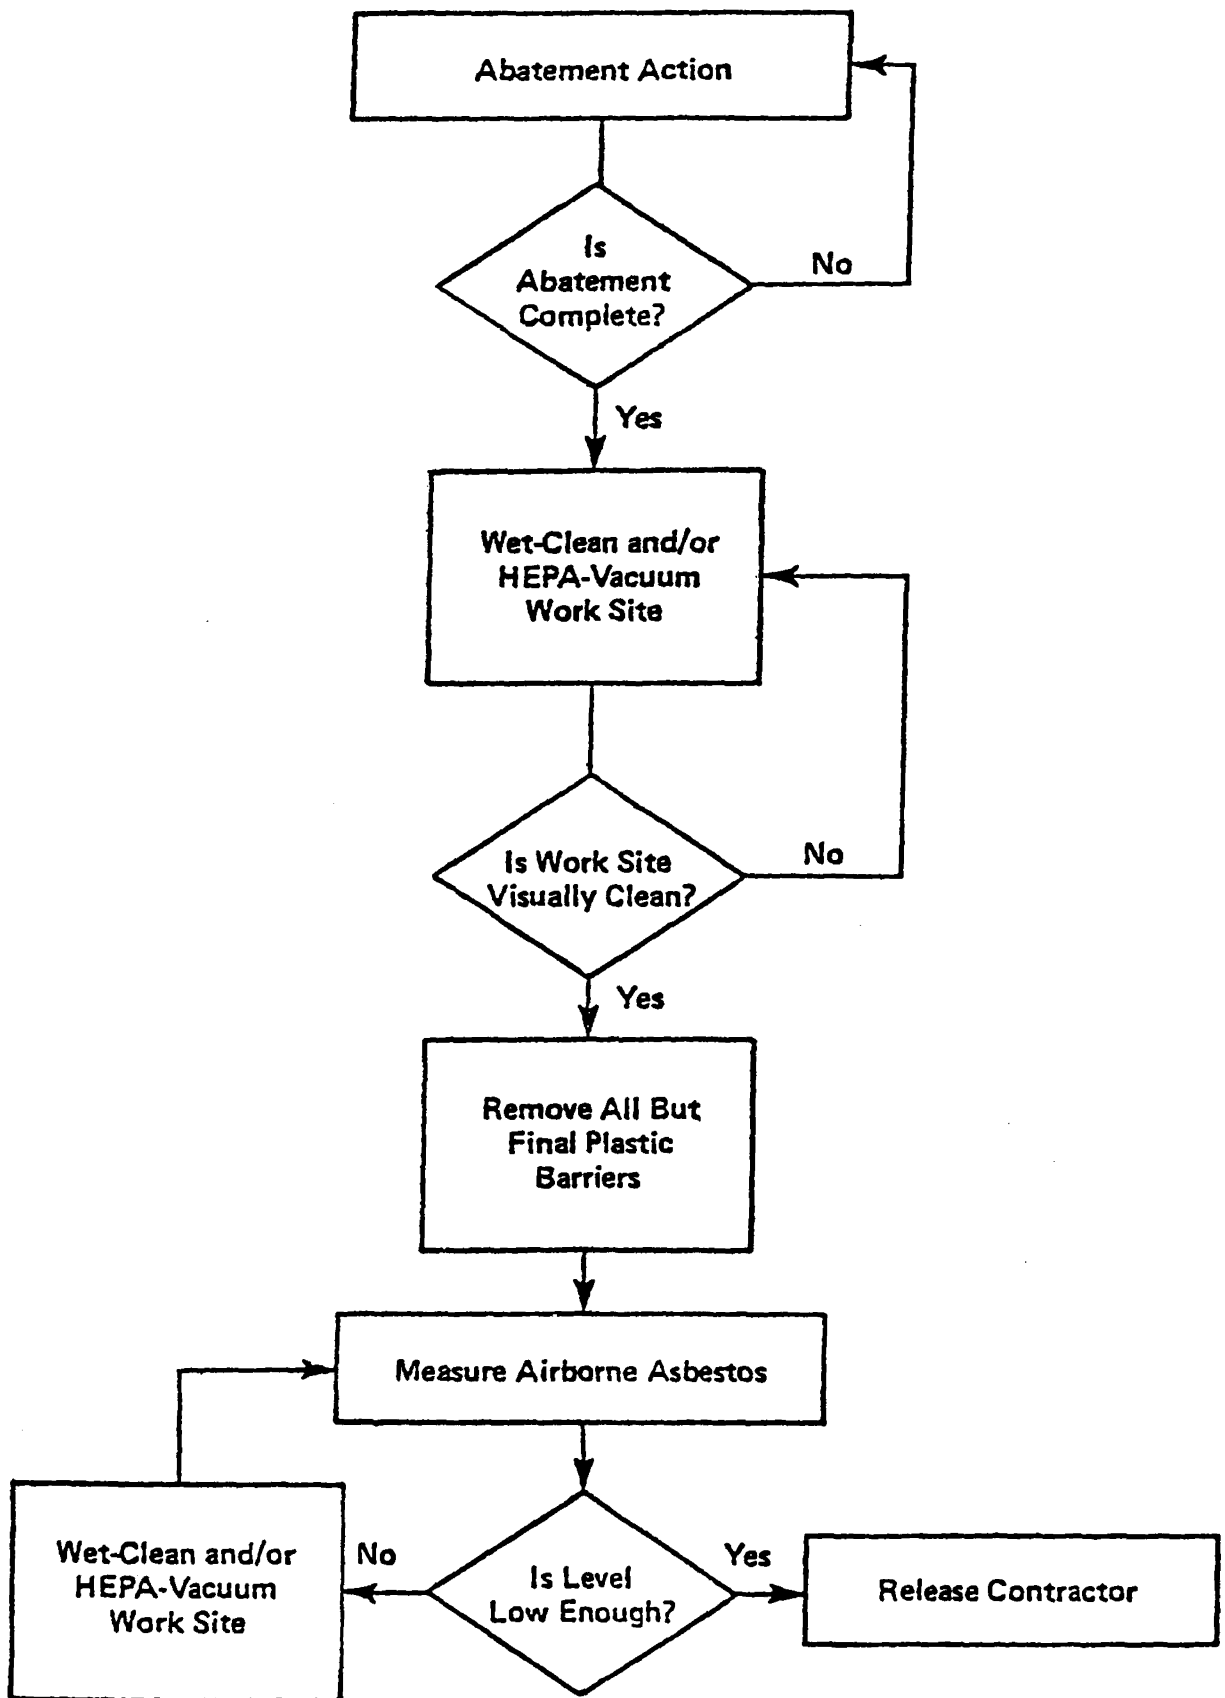 Abatement Action
Is
Abatement
Complete?
No
Yes
Wet-Clean and/or
HEPA-Vacuum
Work Site
Is Work Site
Visually Clean?
No
Yes
Remove All But
Final Plastic
Barriers
Measure Airborne Asbestos
Wet-Clean and/or
HEPA-Vacuum
Work Site
No
Is Level
Low Enough?
Yes
Release Contractor